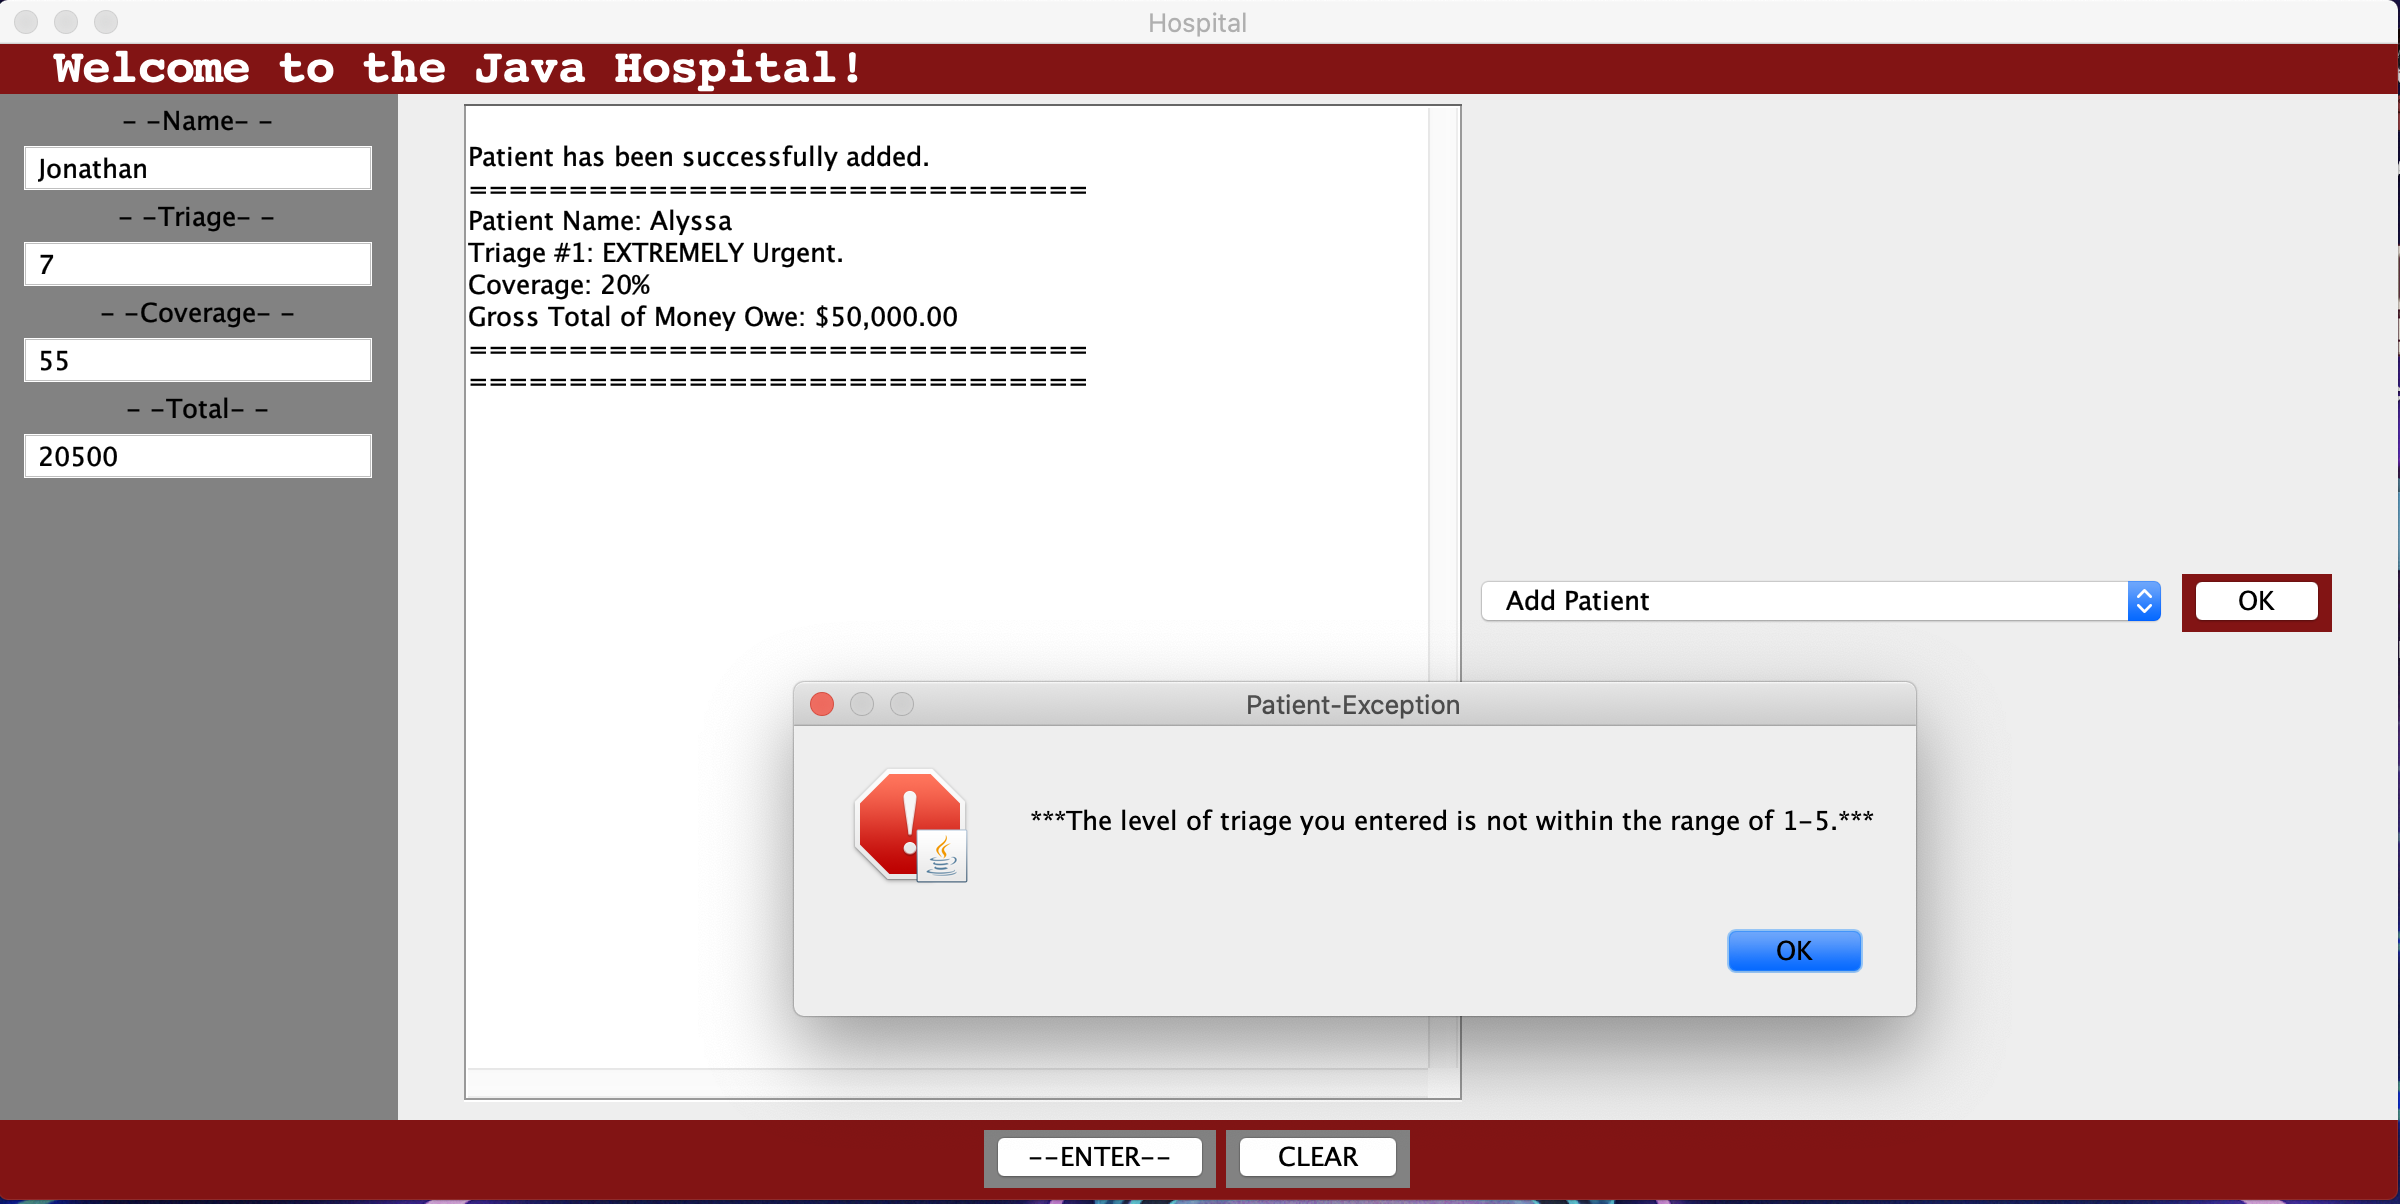 Hospital
Welcome to the Java Hospital!
- -Name- -
Jonathan
- -Triage- -
7
- -Coverage- -
55
- -Total- -
20500
Patient has been successfully added.
===============================
Patient Name: Alyssa
Triage #1: EXTREMELY Urgent.
Coverage: 20%
Gross Total of Money Owe: $50,000.00
===============================
===============================
Add Patient
OK
Patient-Exception
***The level of triage you entered is not within the range of 1-5.***
OK
--ENTER--
CLEAR